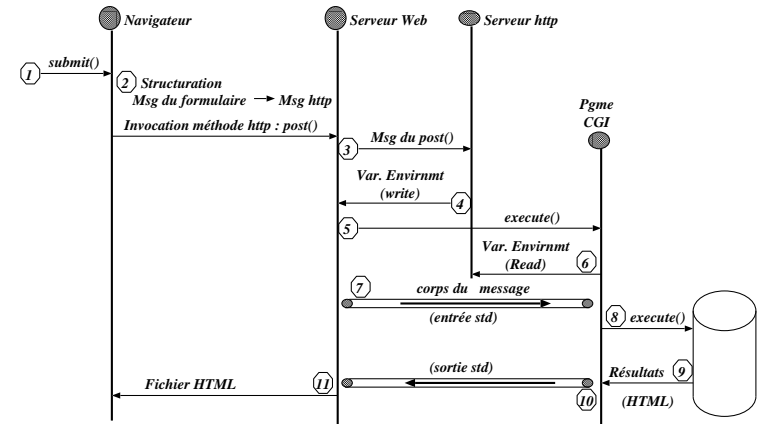 Navigateur
Serveur Web
Serveur http
1
submit()
2
Structuration
Msg du formulaire → Msg http
Pgme
CGI
Invocation méthode http : post()
3
Msg du post()
Var. Envirnmt
(write)
4
5
execute()
Var. Envirnmt
(Read)
6
7
corps du message
(entrée std)
8
execute()
(sortie std)
Résultats
9
Fichier HTML
11
10
(HTML)